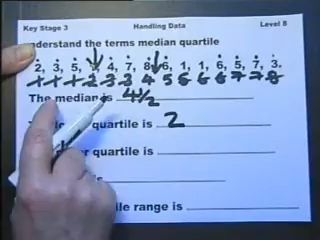 Key Stage 3 Handling Data Level 8
nderstand the terms median quartile
2, 3, 5, 4, 7, 8, 6, 1, 1, 6, 5, 7, 3,
1 1 1 2 3 3 4 5 5 6 6 7 7 8
The median is 4½
quartile is 2
quartile is
ile range is